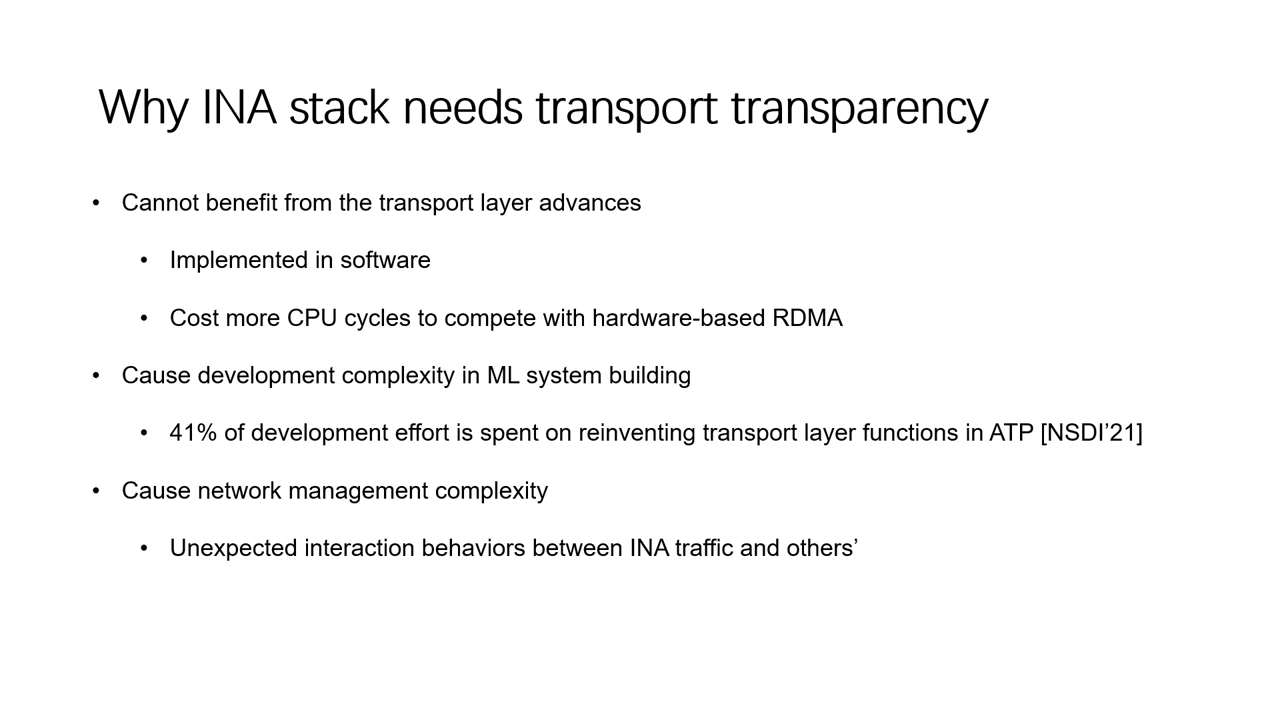 Why INA stack needs transport transparency
• Cannot benefit from the transport layer advances
• Implemented in software
• Cost more CPU cycles to compete with hardware-based RDMA
• Cause development complexity in ML system building
• 41% of development effort is spent on reinventing transport layer functions in ATP [NSDI’21]
• Cause network management complexity
• Unexpected interaction behaviors between INA traffic and others’